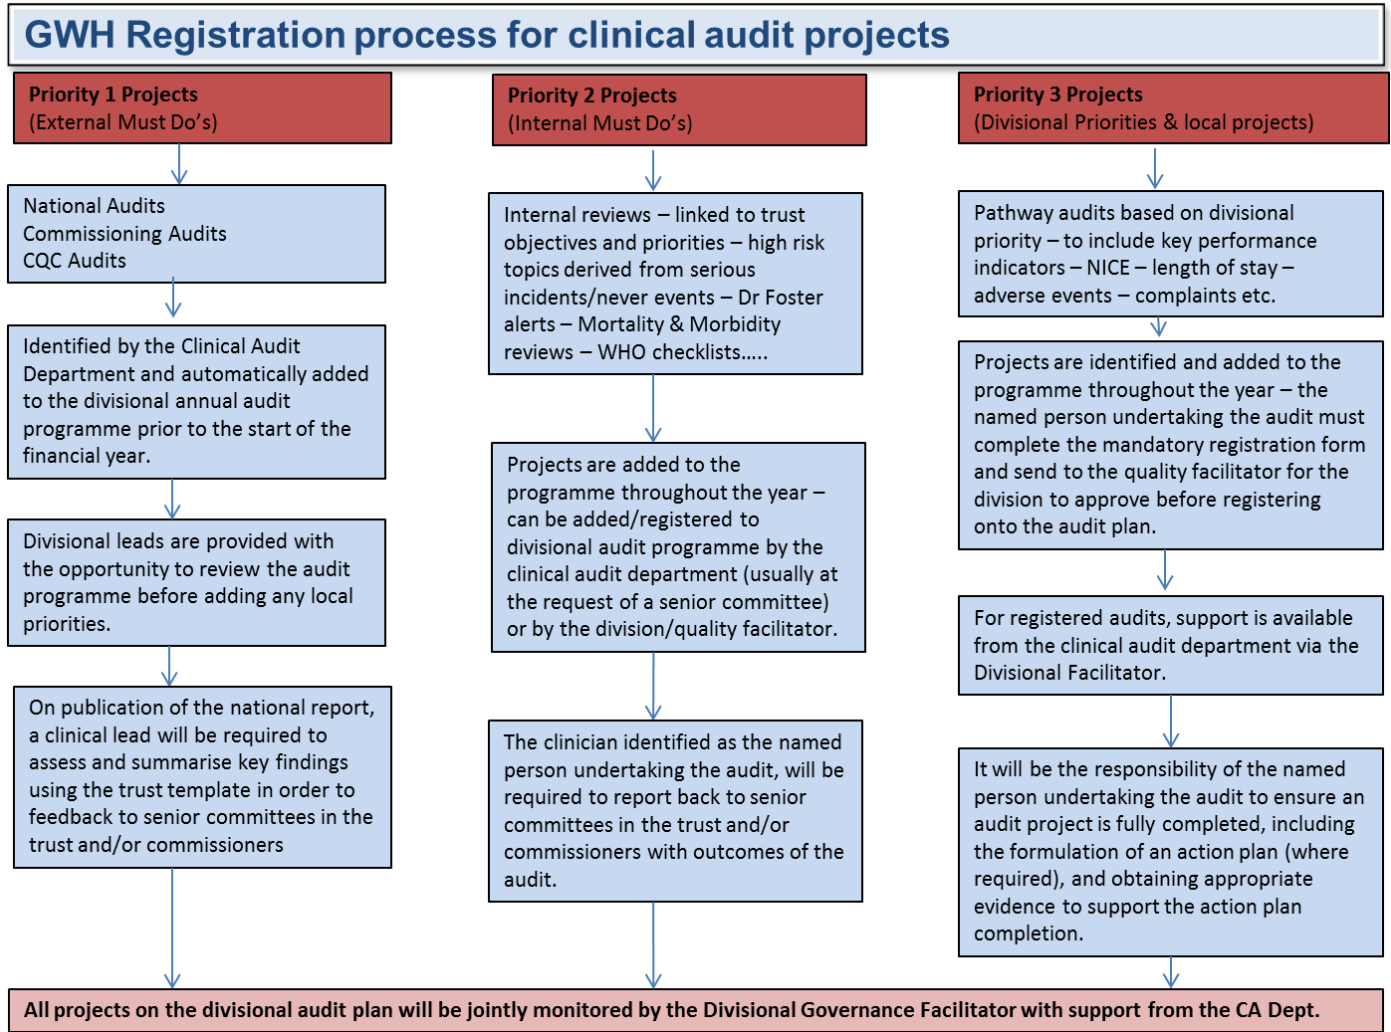 GWH Registration process for clinical audit projects
Priority 1 Projects
(External Must Do’s)
National Audits
Commissioning Audits
CQC Audits
Identified by the Clinical Audit
Department and automatically added
to the divisional annual audit
programme prior to the start of the
financial year.
Divisional leads are provided with
the opportunity to review the audit
programme before adding any local
priorities.
On publication of the national report,
a clinical lead will be required to
assess and summarise key findings
using the trust template in order to
feedback to senior committees in the
trust and/or commissioners
Priority 2 Projects
(Internal Must Do’s)
Internal reviews – linked to trust
objectives and priorities – high risk
topics derived from serious
incidents/never events – Dr Foster
alerts – Mortality & Morbidity
reviews – WHO checklists…..
Projects are added to the
programme throughout the year –
can be added/registered to
divisional audit programme by the
clinical audit department (usually at
the request of a senior committee)
or by the division/quality facilitator.
The clinician identified as the named
person undertaking the audit, will be
required to report back to senior
committees in the trust and/or
commissioners with outcomes of the
audit.
Priority 3 Projects
(Divisional Priorities & local projects)
Pathway audits based on divisional
priority – to include key performance
indicators – NICE – length of stay –
adverse events – complaints etc.
Projects are identified and added to the
programme throughout the year – the
named person undertaking the audit must
complete the mandatory registration form
and send to the quality facilitator for the
division to approve before registering
onto the audit plan.
For registered audits, support is available
from the clinical audit department via the
Divisional Facilitator.
It will be the responsibility of the named
person undertaking the audit to ensure an
audit project is fully completed, including
the formulation of an action plan (where
required), and obtaining appropriate
evidence to support the action plan
completion.
All projects on the divisional audit plan will be jointly monitored by the Divisional Governance Facilitator with support from the CA Dept.